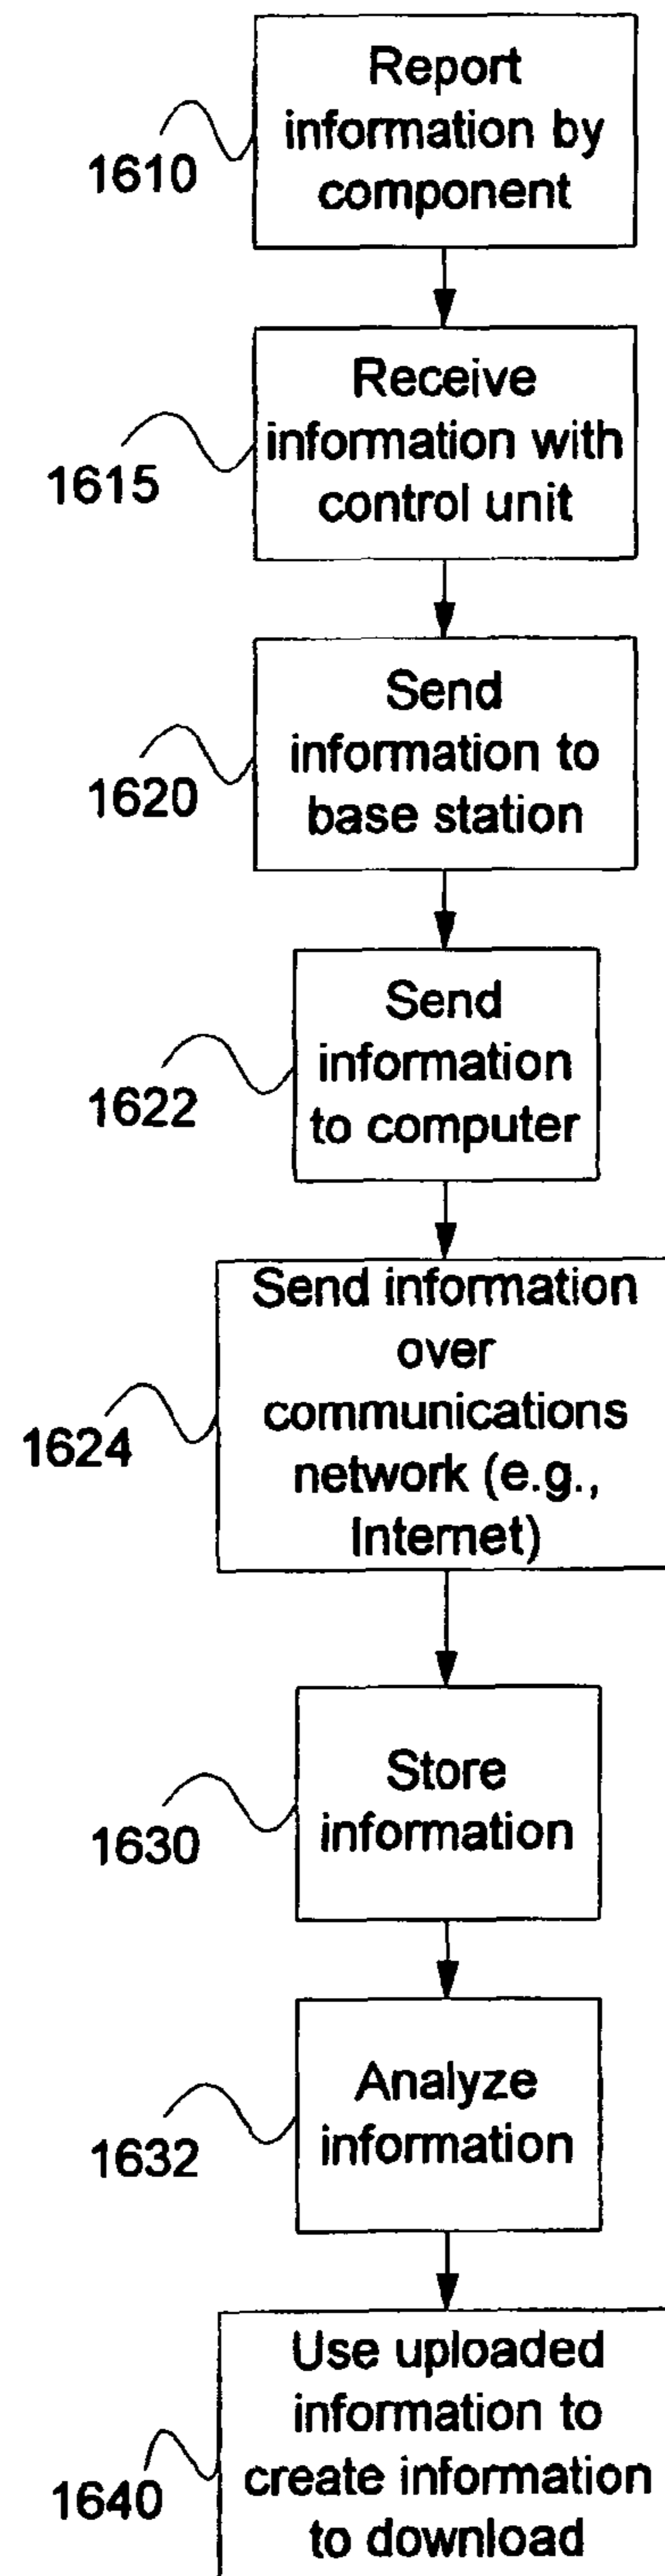 Report
information by
component
1610
Receive
information with
control unit
1615
Send
information to
base station
1620
Send
information
to computer
1622
Send information
over
communications
network (e.g.,
Internet)
1624
Store
information
1630
Analyze
information
1632
Use uploaded
information to
create information
to download
1640